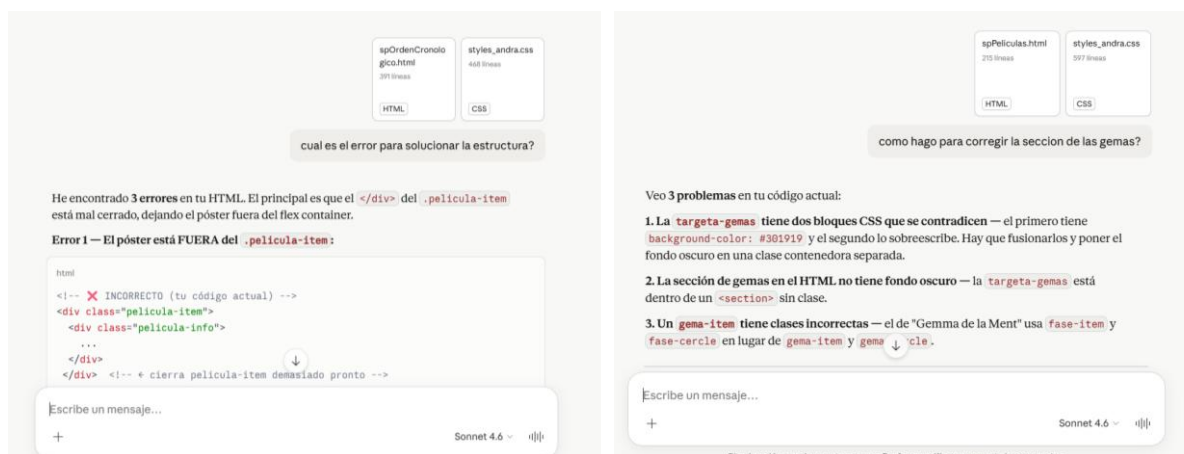 spOrdenCronolo
gico.html
391 líneas
HTML
styles_andra.css
468 líneas
CSS
cual es el error para solucionar la estructura?
He encontrado 3 errores en tu HTML. El principal es que el </div> del .pelicula-item
está mal cerrado, dejando el póster fuera del flex container.
Error 1 — El póster está FUERA del .pelicula-item:
html
<!-- ❌ INCORRECTO (tu código actual) -->
<div class="pelicula-item">
<div class="pelicula-info">
...
</div>
</div> <!-- ← cierra pelicula-item demasiado pronto -->
Escribe un mensaje...
Sonnet 4.6
spPeliculas.html
215 líneas
HTML
styles_andra.css
597 líneas
CSS
como hago para corregir la seccion de las gemas?
Veo 3 problemas en tu código actual:
1. La targeta-gemas tiene dos bloques CSS que se contradicen — el primero tiene
background-color: #301919 y el segundo lo sobreescribe. Hay que fusionarlos y poner el
fondo oscuro en una clase contenedora separada.
2. La sección de gemas en el HTML no tiene fondo oscuro — la targeta-gemas está
dentro de un <section> sin clase.
3. Un gema-item tiene clases incorrectas — el de "Gemma de la Ment" usa fase-item y
fase-cercle en lugar de gema-item y
Escribe un mensaje...
Sonnet 4.6